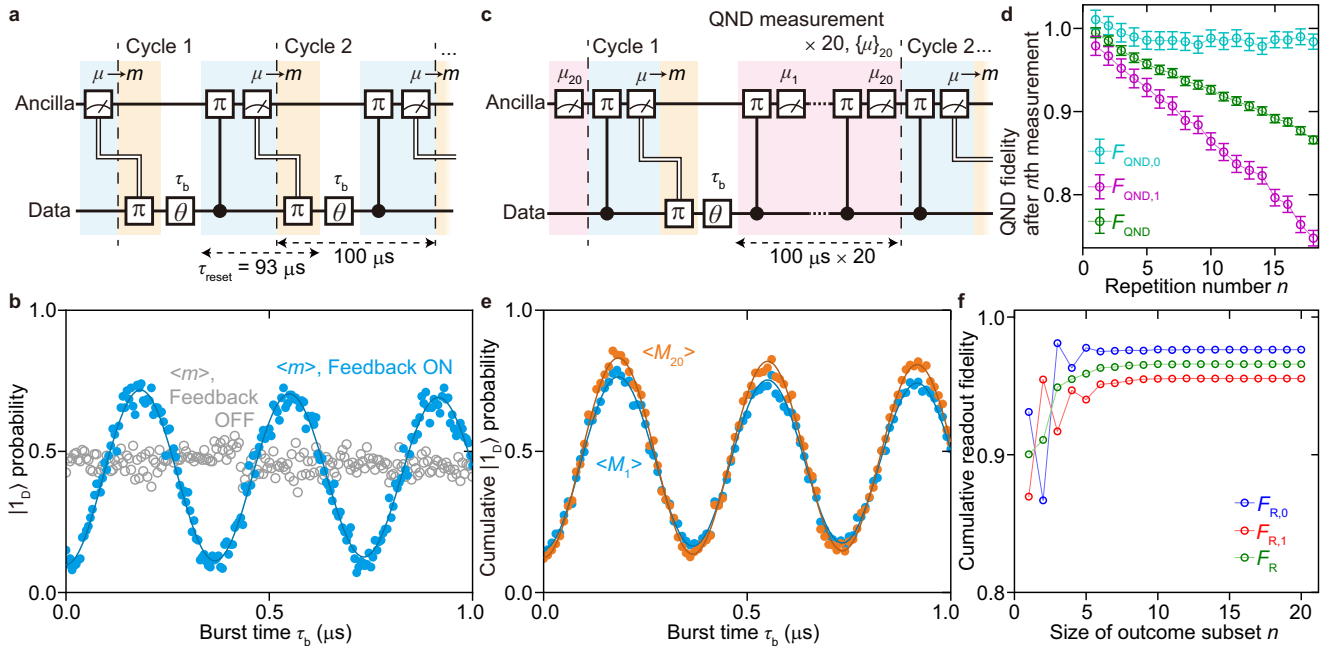 a
Cycle 1
Cycle 2
...
μ→m
μ→m
μ→m
Ancilla
π
π
τb
τb
Data
π
θ
π
θ
τreset = 93 μs
100 μs
b
1.0
0.5
0.0
|1D⟩ probability
<m>,
Feedback
OFF
<m>, Feedback ON
0.0
0.5
1.0
Burst time τb (μs)
c
QND measurement
× 20, {μ}20
Cycle 1
Cycle 2...
μ20
μ→m
μ1
μ20
μ→m
Ancilla
π
π
π
π
τb
Data
π
θ
100 μs × 20
d
1.0
0.9
0.8
QND fidelity
after nth measurement
FQND,0
FQND,1
FQND
0
5
10
15
Repetition number n
e
1.0
0.5
0.0
Cumulative |1D⟩ probability
<M20>
<M1>
0.0
0.5
1.0
Burst time τb (μs)
f
1.0
0.9
0.8
Cumulative readout fidelity
FR,0
FR,1
FR
0
5
10
15
20
Size of outcome subset n